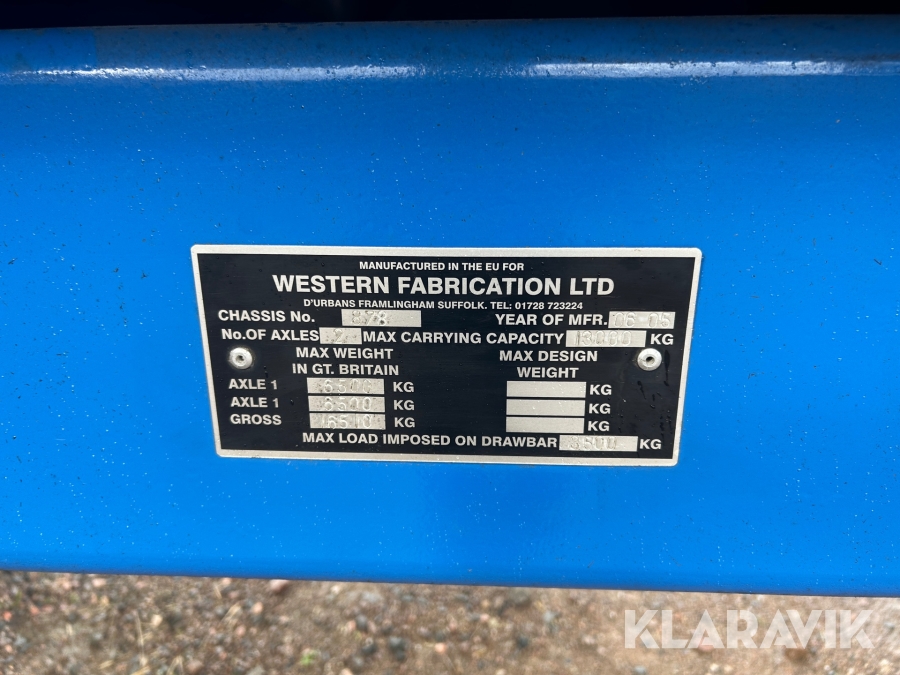 MANUFACTURED IN THE EU FOR
WESTERN FABRICATION LTD
D'URBANS FRAMLINGHAM SUFFOLK. TEL: 01728 723224
CHASSIS No. 878 YEAR OF MFR. 06-05
No. OF AXLES 2 MAX CARRYING CAPACITY KG
MAX WEIGHT IN GT. BRITAIN
MAX DESIGN WEIGHT
AXLE 1 6500 KG KG
AXLE 1 6500 KG KG
GROSS KG KG
MAX LOAD IMPOSED ON DRAWBAR KG
KLARAVIK